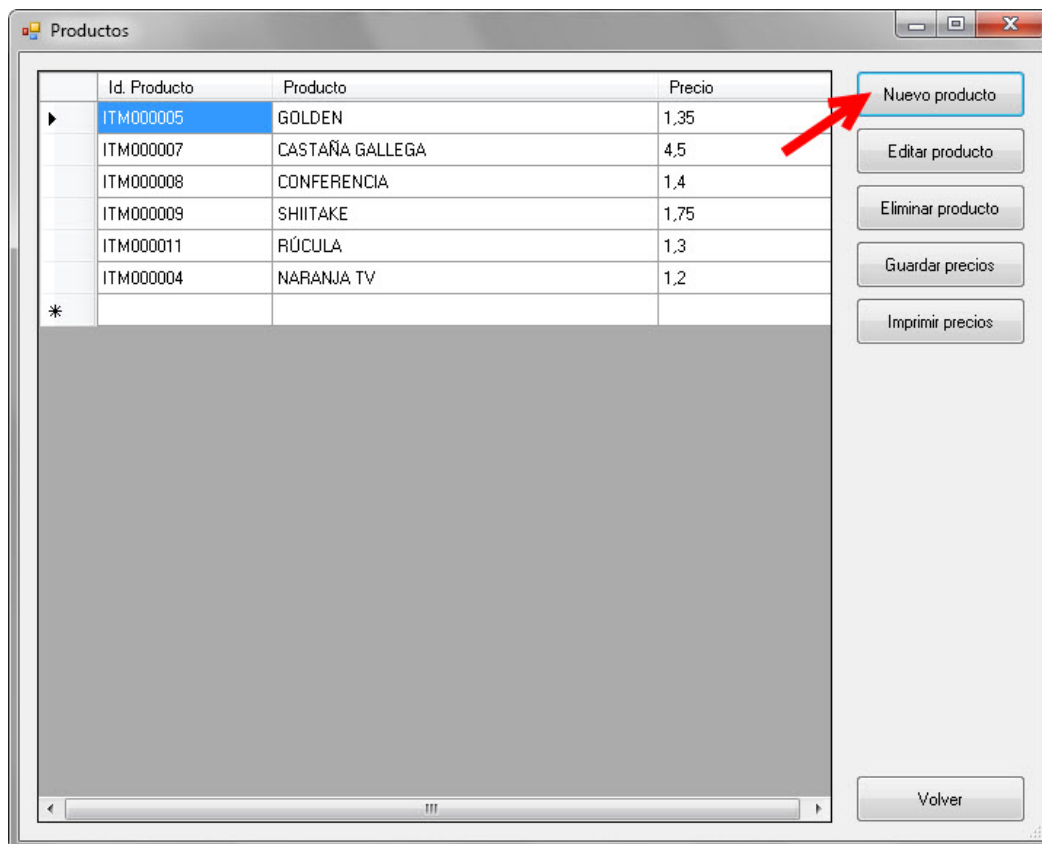 Productos
Id. Producto Producto Precio
ITM000005 GOLDEN 1,35
ITM000007 CASTAÑA GALLEGA 4,5
ITM000008 CONFERENCIA 1,4
ITM000009 SHIITAKE 1,75
ITM000011 RÚCULA 1,3
ITM000004 NARANJA TV 1,2
Nuevo producto
Editar producto
Eliminar producto
Guardar precios
Imprimir precios
Volver